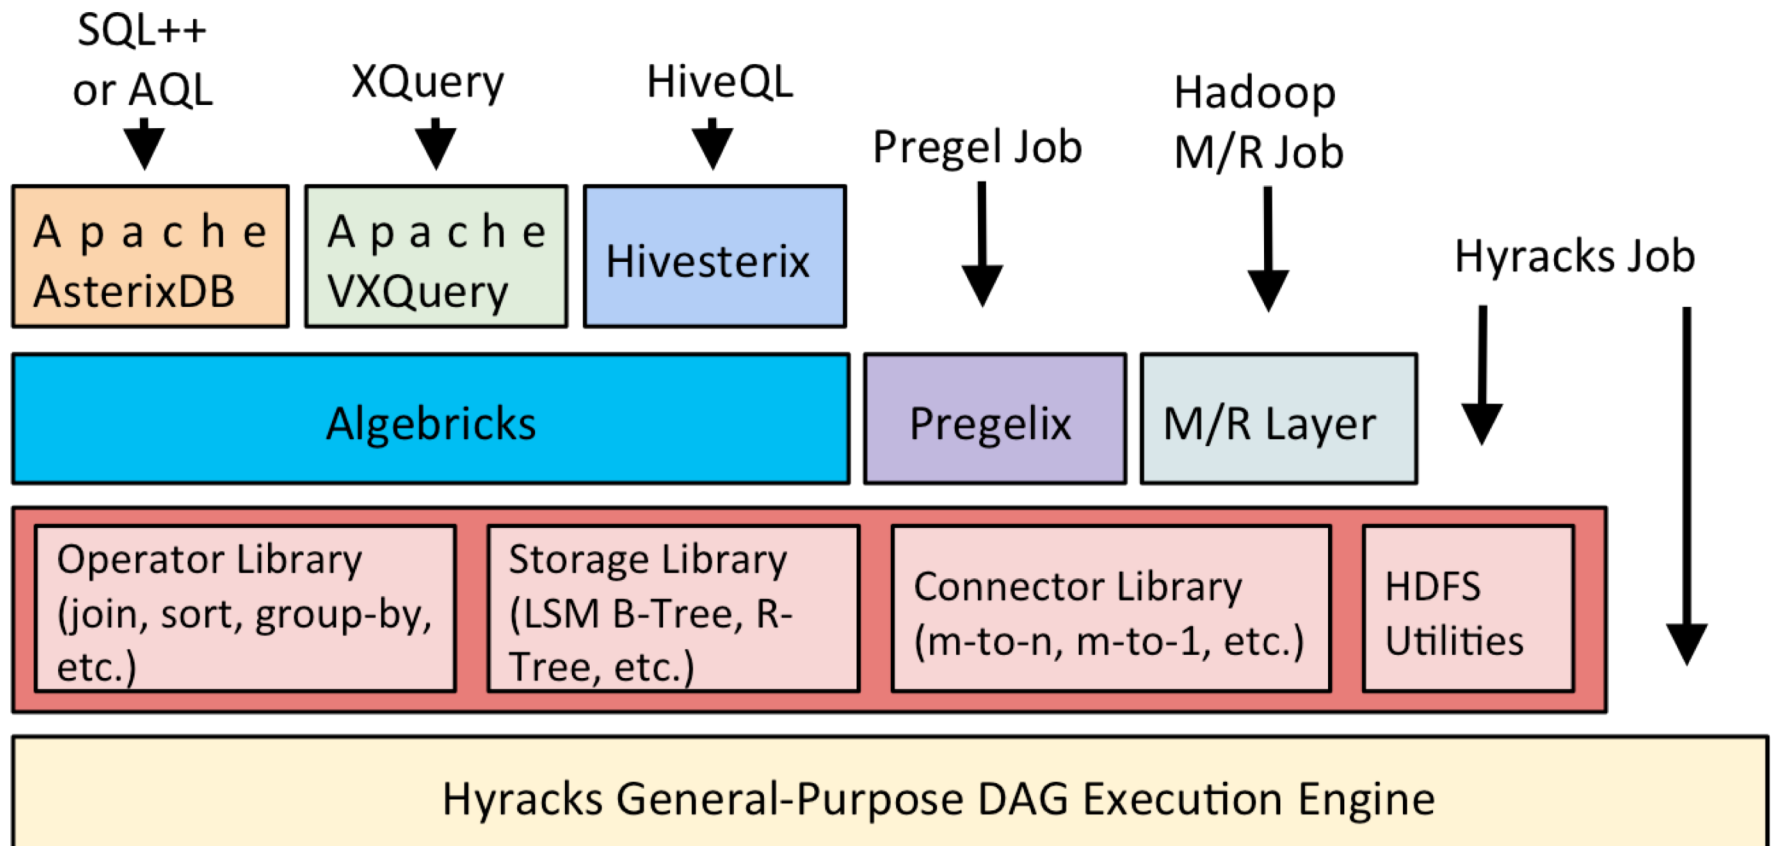 SQL++
or AQL
XQuery
HiveQL
Pregel Job
Hadoop
M/R Job
Hyracks Job
Apache
AsterixDB
Apache
VXQuery
Hivesterix
Algebricks
Pregelix
M/R Layer
Operator Library
(join, sort, group-by,
etc.)
Storage Library
(LSM B-Tree, R-
Tree, etc.)
Connector Library
(m-to-n, m-to-1, etc.)
HDFS
Utilities
Hyracks General-Purpose DAG Execution Engine